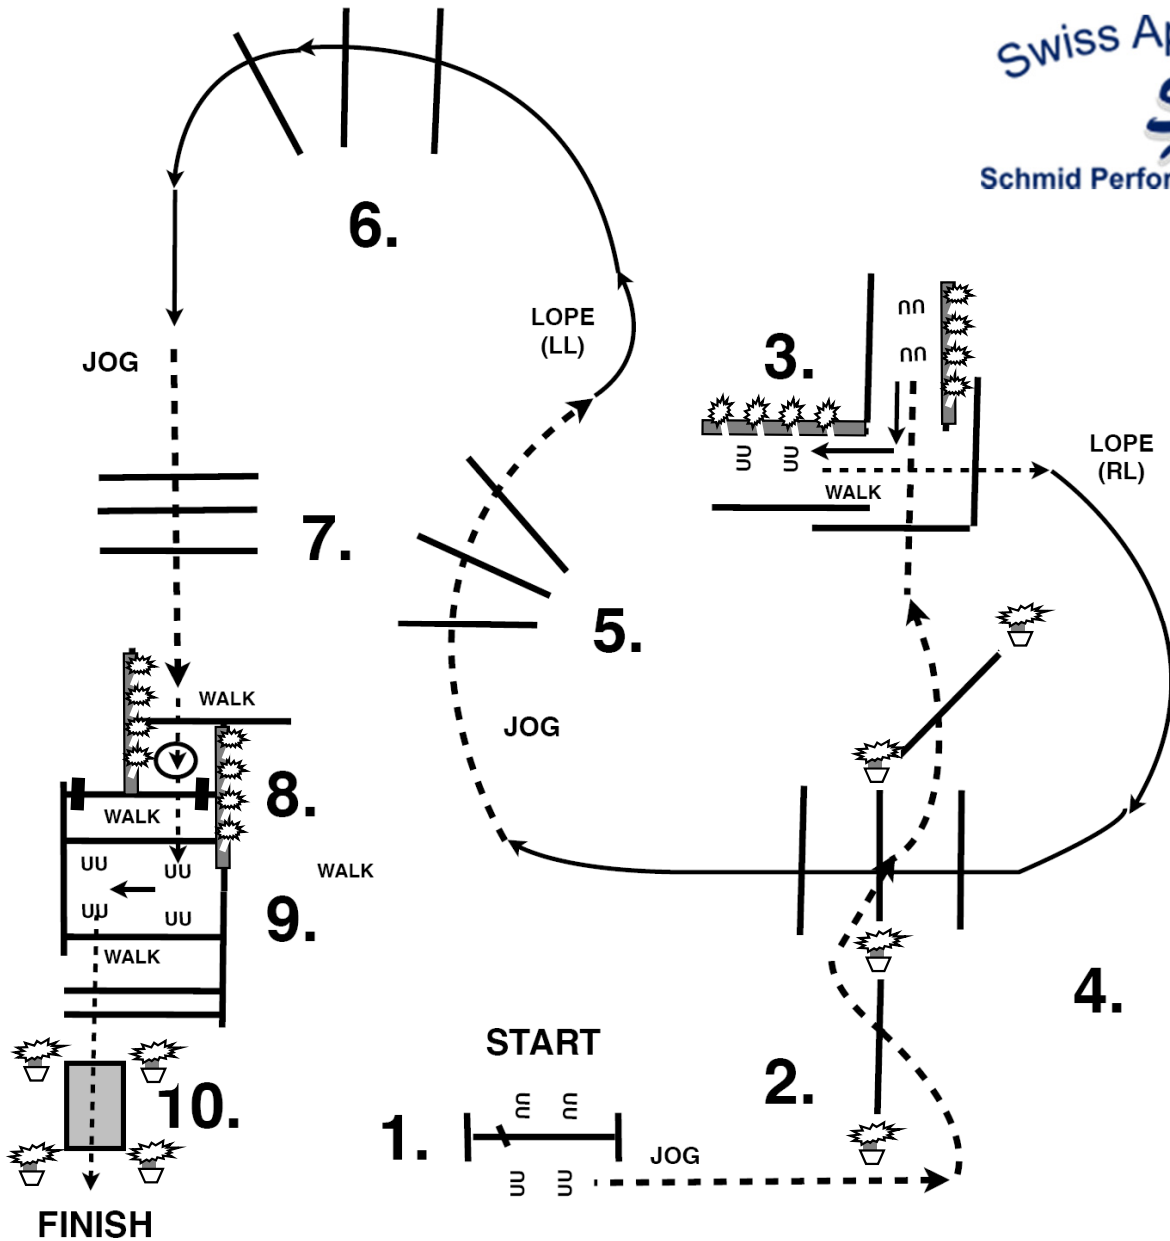 Swiss Ap
Schmid Perfor
6.
LOPE
(LL)
JOG
3.
LOPE
(RL)
WALK
7.
5.
WALK
JOG
8.
WALK
WALK
9.
WALK
4.
START
2.
10.
1.
JOG
FINISH